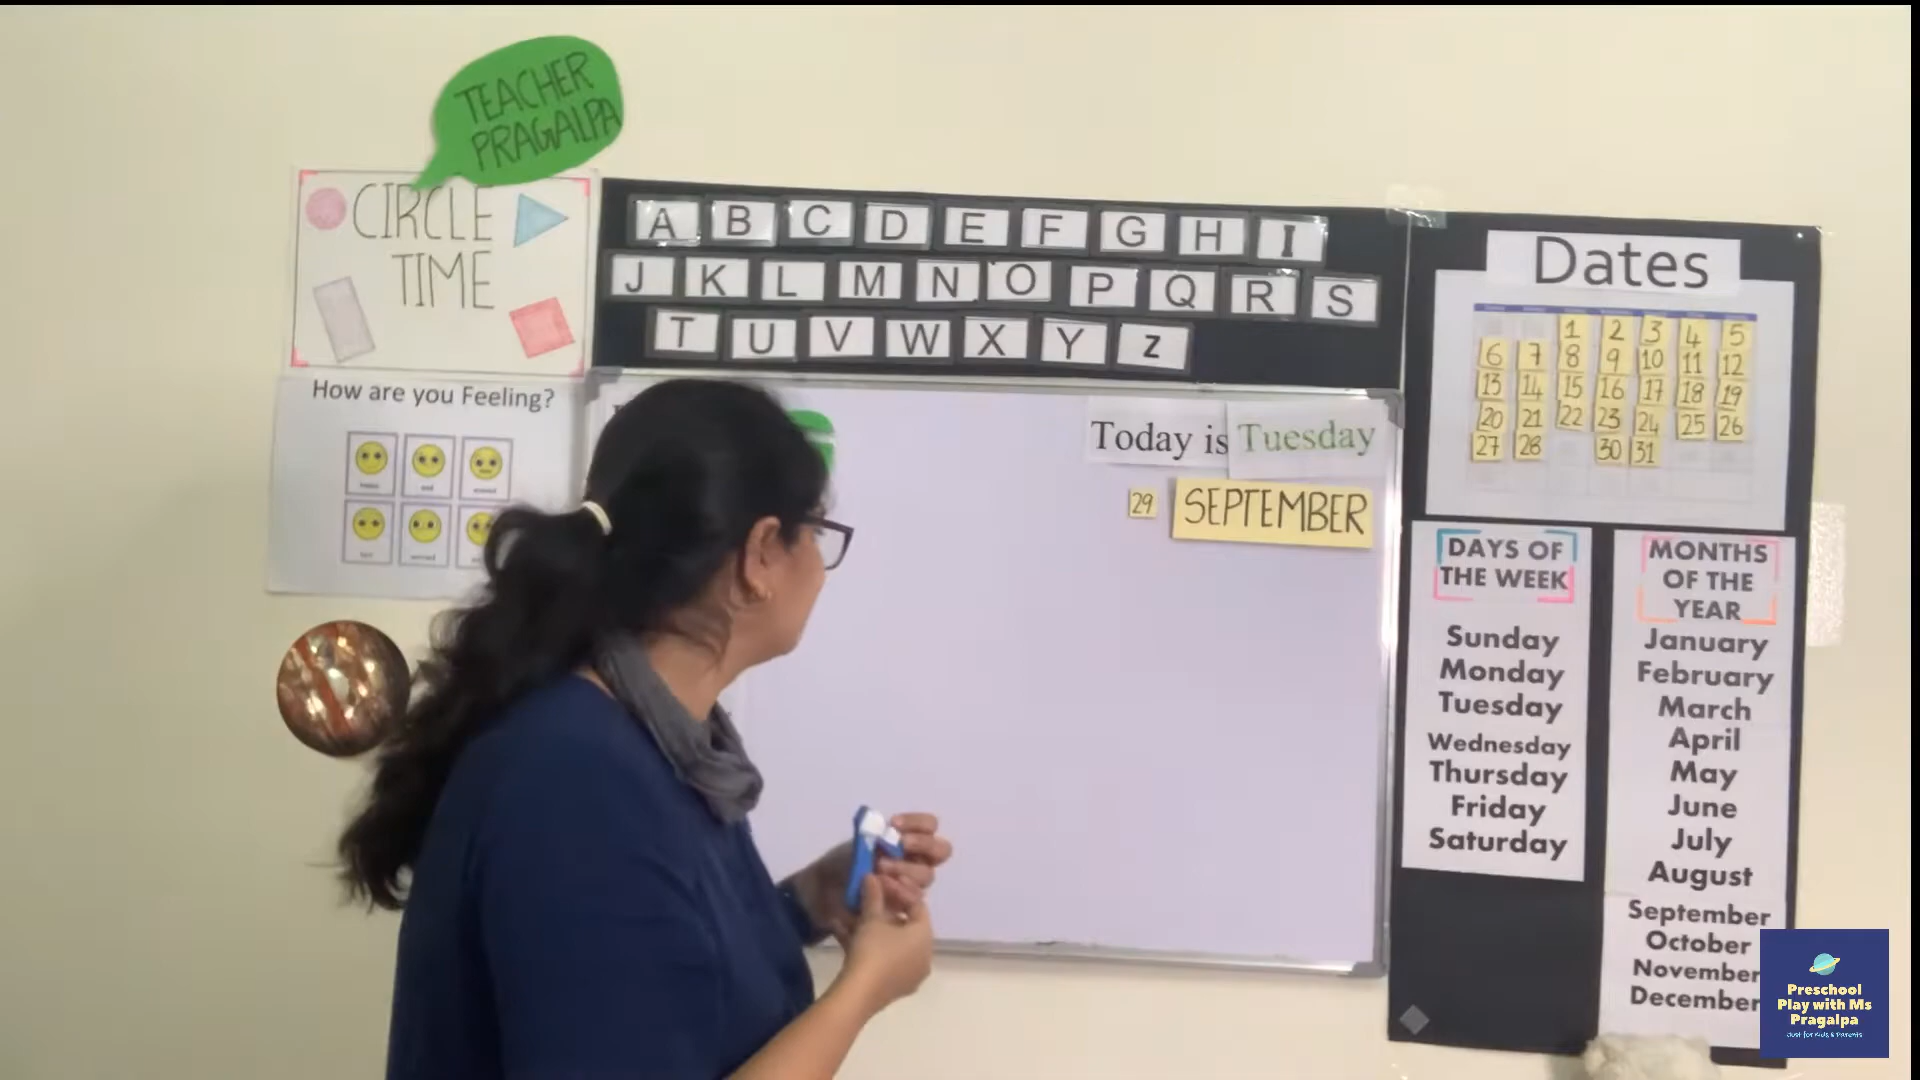 TEACHER
PRAGALPA
CIRCLE
TIME
A B C D E F G H I
J K L M N O P Q R S
T U V W X Y Z
How are you Feeling?
Today is Tuesday
29 SEPTEMBER
Dates
1 2 3 4 5
6 7 8 9 10 11 12
13 14 15 16 17 18 19
20 21 22 23 24 25 26
27 28 30 31
DAYS OF
THE WEEK
Sunday
Monday
Tuesday
Wednesday
Thursday
Friday
Saturday
MONTHS
OF THE
YEAR
January
February
March
April
May
June
July
August
September
October
November
December
Preschool
Play with Ms
Pragalpa
Just for Kids & Parents